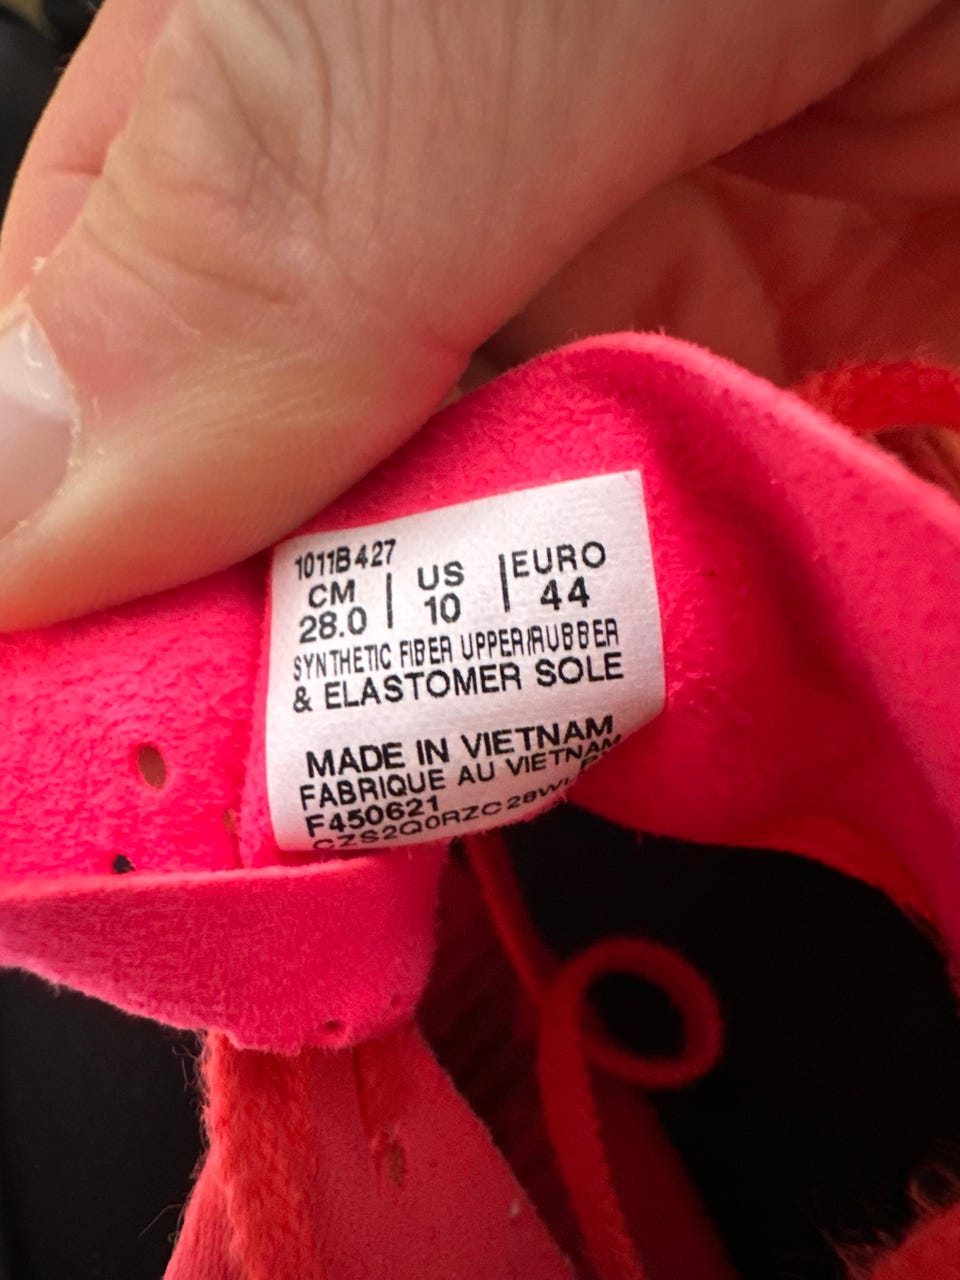 1011B427
CM | US | EURO
28.0 | 10 | 44
SYNTHETIC FIBER UPPER/RUBBER
& ELASTOMER SOLE
MADE IN VIETNAM
FABRIQUE AU VIETNAM
F450621